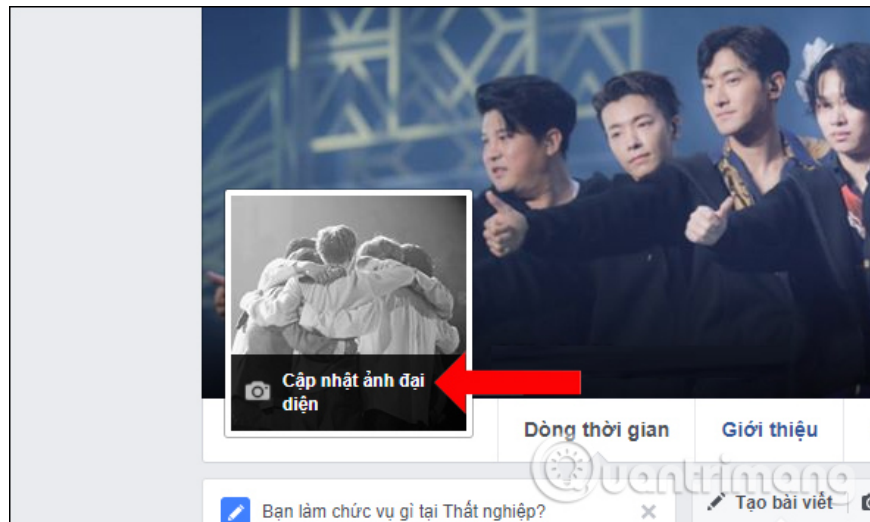 Cập nhật ảnh đại
diện
Dòng thời gian
Giới thiệu
Quantrimang
Bạn làm chức vụ gì tại Thất nghiệp?
Tạo bài viết